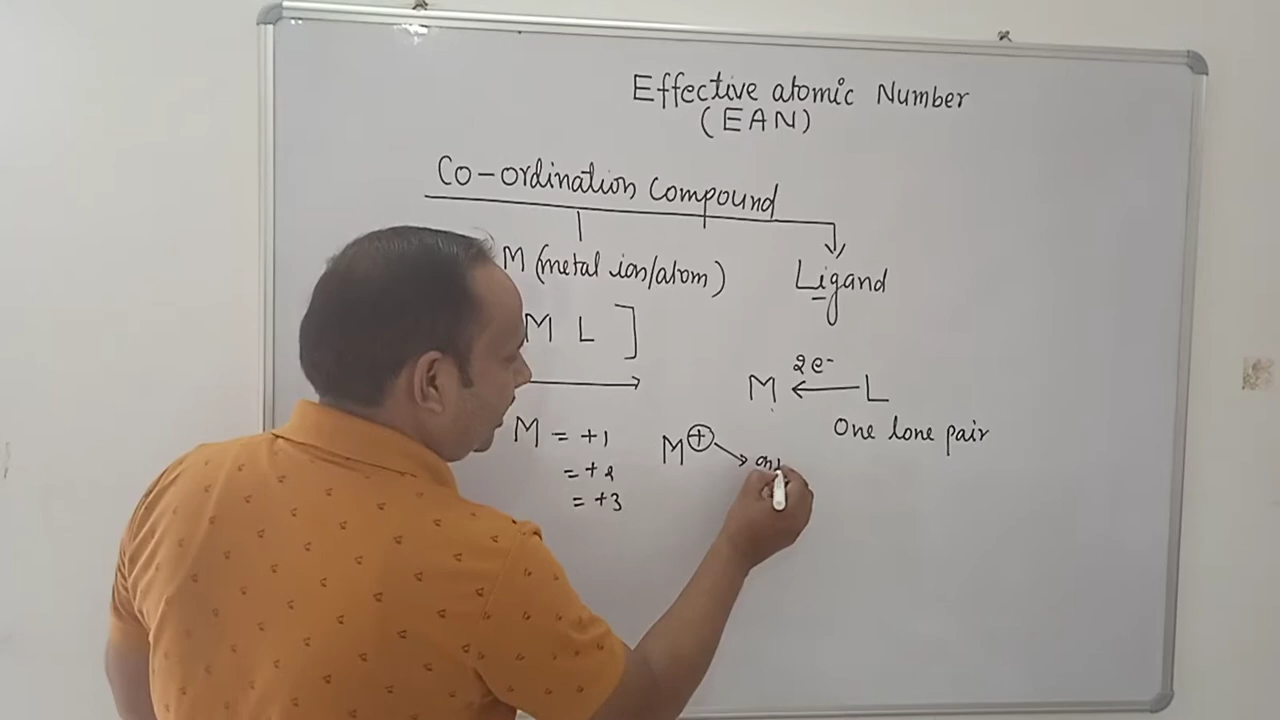 Effective atomic Number
(EAN)
Co-ordination Compound
M (metal ion/atom)
Ligand
M L ]
M ← L
2e⁻
One lone pair
M = +1
= +2
= +3
M⊕